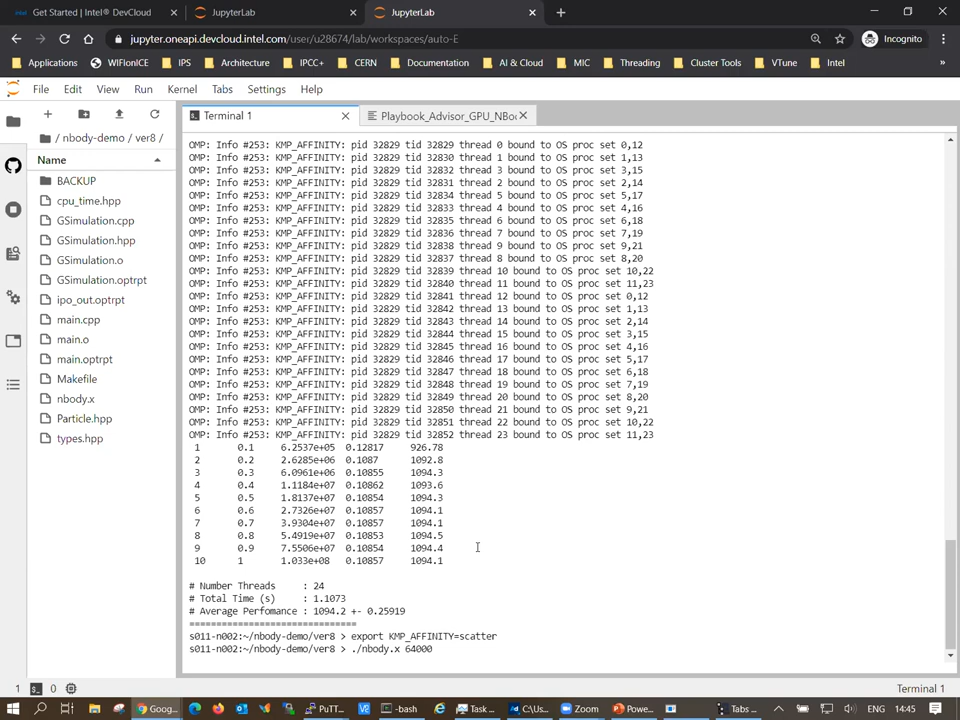 Get Started | Intel® DevCloud
JupyterLab
JupyterLab
jupyter.oneapi.devcloud.intel.com/user/u28674/lab/workspaces/auto-E
Incognito
Applications WIFIonICE IPS Architecture IPCC+ CERN Documentation AI & Cloud MIC Threading Cluster Tools VTune Intel »
File Edit View Run Kernel Tabs Settings Help
Terminal 1
Playbook_Advisor_GPU_NBo
/ nbody-demo / ver8 /
Name
BACKUP
cpu_time.hpp
GSimulation.cpp
GSimulation.hpp
GSimulation.o
GSimulation.optrpt
ipo_out.optrpt
main.cpp
main.o
main.optrpt
Makefile
nbody.x
Particle.hpp
types.hpp
OMP: Info #253: KMP_AFFINITY: pid 32829 tid 32829 thread 0 bound to OS proc set 0,12
OMP: Info #253: KMP_AFFINITY: pid 32829 tid 32830 thread 1 bound to OS proc set 1,13
OMP: Info #253: KMP_AFFINITY: pid 32829 tid 32832 thread 3 bound to OS proc set 3,15
OMP: Info #253: KMP_AFFINITY: pid 32829 tid 32831 thread 2 bound to OS proc set 2,14
OMP: Info #253: KMP_AFFINITY: pid 32829 tid 32834 thread 5 bound to OS proc set 5,17
OMP: Info #253: KMP_AFFINITY: pid 32829 tid 32833 thread 4 bound to OS proc set 4,16
OMP: Info #253: KMP_AFFINITY: pid 32829 tid 32835 thread 6 bound to OS proc set 6,18
OMP: Info #253: KMP_AFFINITY: pid 32829 tid 32836 thread 7 bound to OS proc set 7,19
OMP: Info #253: KMP_AFFINITY: pid 32829 tid 32838 thread 9 bound to OS proc set 9,21
OMP: Info #253: KMP_AFFINITY: pid 32829 tid 32837 thread 8 bound to OS proc set 8,20
OMP: Info #253: KMP_AFFINITY: pid 32829 tid 32839 thread 10 bound to OS proc set 10,22
OMP: Info #253: KMP_AFFINITY: pid 32829 tid 32840 thread 11 bound to OS proc set 11,23
OMP: Info #253: KMP_AFFINITY: pid 32829 tid 32841 thread 12 bound to OS proc set 0,12
OMP: Info #253: KMP_AFFINITY: pid 32829 tid 32842 thread 13 bound to OS proc set 1,13
OMP: Info #253: KMP_AFFINITY: pid 32829 tid 32843 thread 14 bound to OS proc set 2,14
OMP: Info #253: KMP_AFFINITY: pid 32829 tid 32844 thread 15 bound to OS proc set 3,15
OMP: Info #253: KMP_AFFINITY: pid 32829 tid 32845 thread 16 bound to OS proc set 4,16
OMP: Info #253: KMP_AFFINITY: pid 32829 tid 32846 thread 17 bound to OS proc set 5,17
OMP: Info #253: KMP_AFFINITY: pid 32829 tid 32847 thread 18 bound to OS proc set 6,18
OMP: Info #253: KMP_AFFINITY: pid 32829 tid 32848 thread 19 bound to OS proc set 7,19
OMP: Info #253: KMP_AFFINITY: pid 32829 tid 32849 thread 20 bound to OS proc set 8,20
OMP: Info #253: KMP_AFFINITY: pid 32829 tid 32850 thread 21 bound to OS proc set 9,21
OMP: Info #253: KMP_AFFINITY: pid 32829 tid 32851 thread 22 bound to OS proc set 10,22
OMP: Info #253: KMP_AFFINITY: pid 32829 tid 32852 thread 23 bound to OS proc set 11,23
1 0.1 6.2537e+05 0.12817 926.78
2 0.2 2.6285e+06 0.1087 1092.8
3 0.3 6.0961e+06 0.10855 1094.3
4 0.4 1.1184e+07 0.10862 1093.6
5 0.5 1.8137e+07 0.10854 1094.3
6 0.6 2.7326e+07 0.10857 1094.1
7 0.7 3.9304e+07 0.10857 1094.1
8 0.8 5.4919e+07 0.10853 1094.5
9 0.9 7.5506e+07 0.10854 1094.4
10 1 1.033e+08 0.10857 1094.1
# Number Threads : 24
# Total Time (s) : 1.1073
# Average Perfomance : 1094.2 +- 0.25919
==============================
s011-n002:~/nbody-demo/ver8 > export KMP_AFFINITY=scatter
s011-n002:~/nbody-demo/ver8 > ./nbody.x 64000
1 0
Terminal 1
Goog... PuTT... -bash Task ... C:\Us... Zoom Powe... Tabs ... ENG 14:45